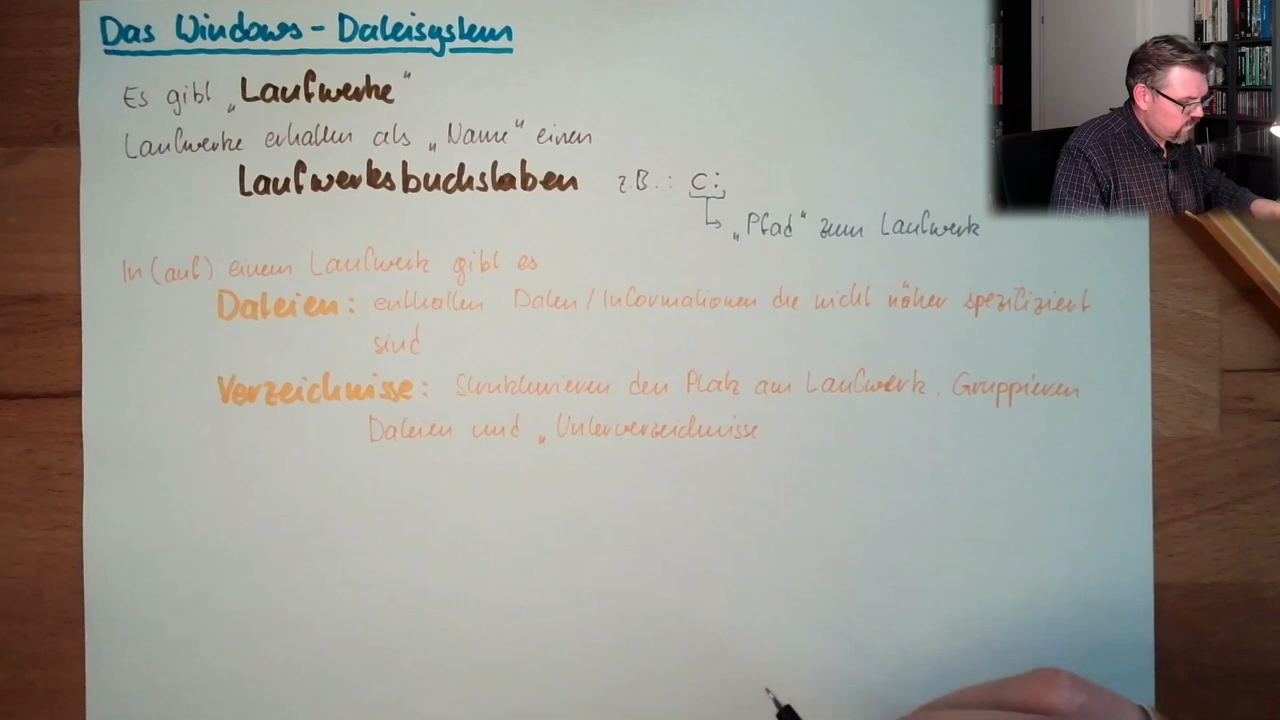 Das Windows-Dateisystem
Es gibt „Laufwerke“
Laufwerke erhalten als „Name“ einen
Laufwerksbuchstaben z.B.: C:
„Pfad“ zum Laufwerk
In (auf) einem Laufwerk gibt es
Dateien: enthalten Daten/Informationen die nicht näher spezifiziert
sind
Verzeichnisse: Strukturieren den Platz am Laufwerk. Gruppieren
Dateien und „Unterverzeichnisse